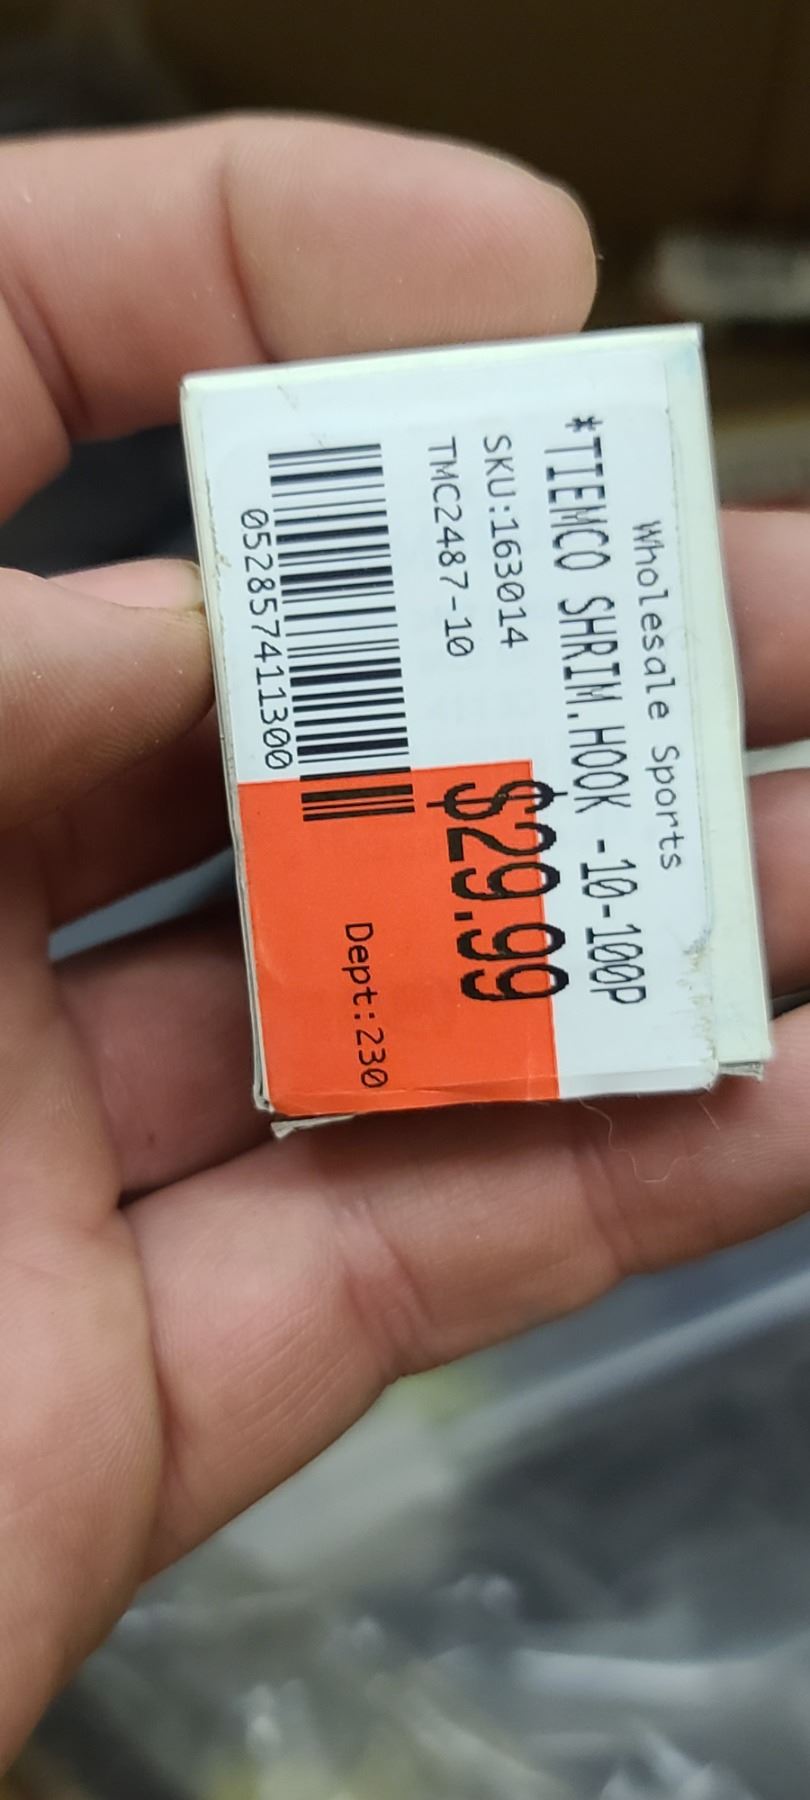 Wholesale Sports
*TIEMCO SHRIM.HOOK -10-100P
SKU:163014
TMC2487-10
$29.99
052857411300
Dept:230